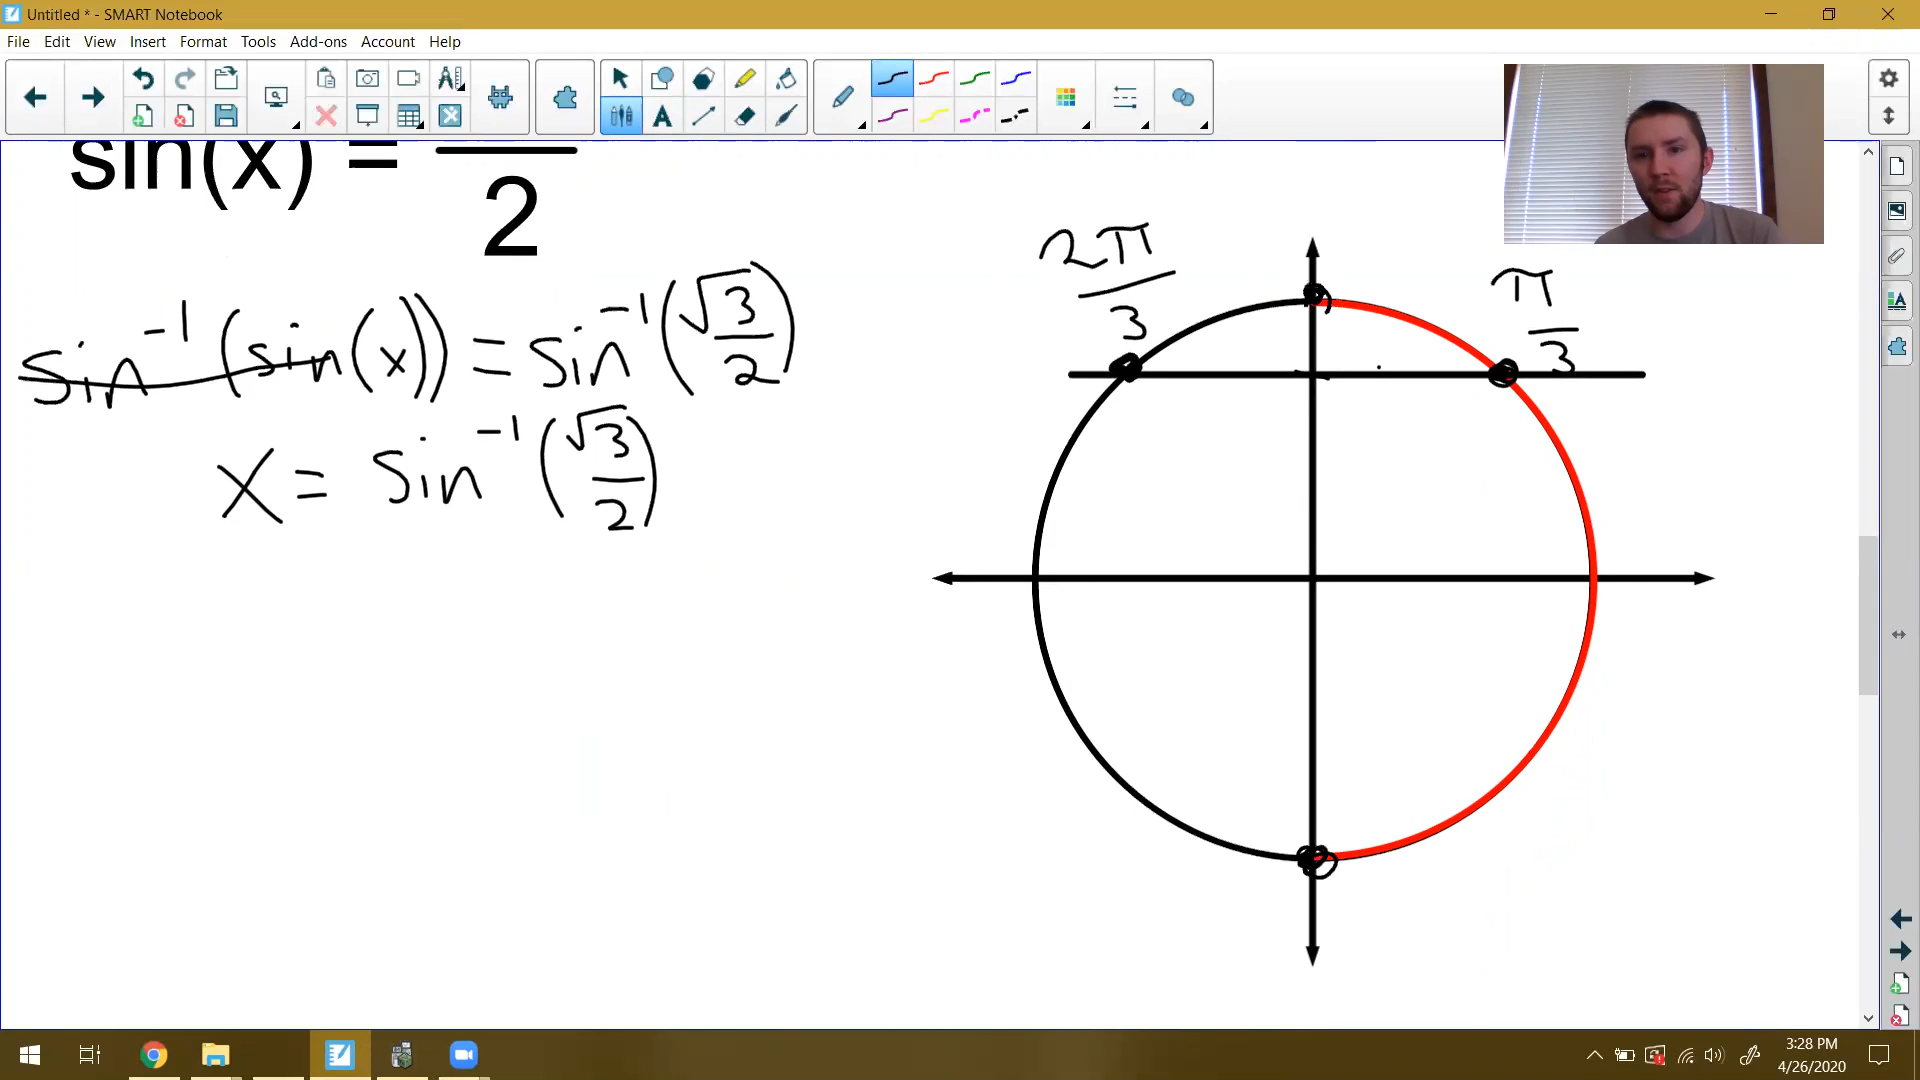 Untitled * - SMART Notebook
File Edit View Insert Format Tools Add-ons Account Help
sin(x) = 
2
sin⁻¹(sin(x)) = sin⁻¹(√3/2)
x = sin⁻¹(√3/2)
2π/3
π/3
3:28 PM
4/26/2020